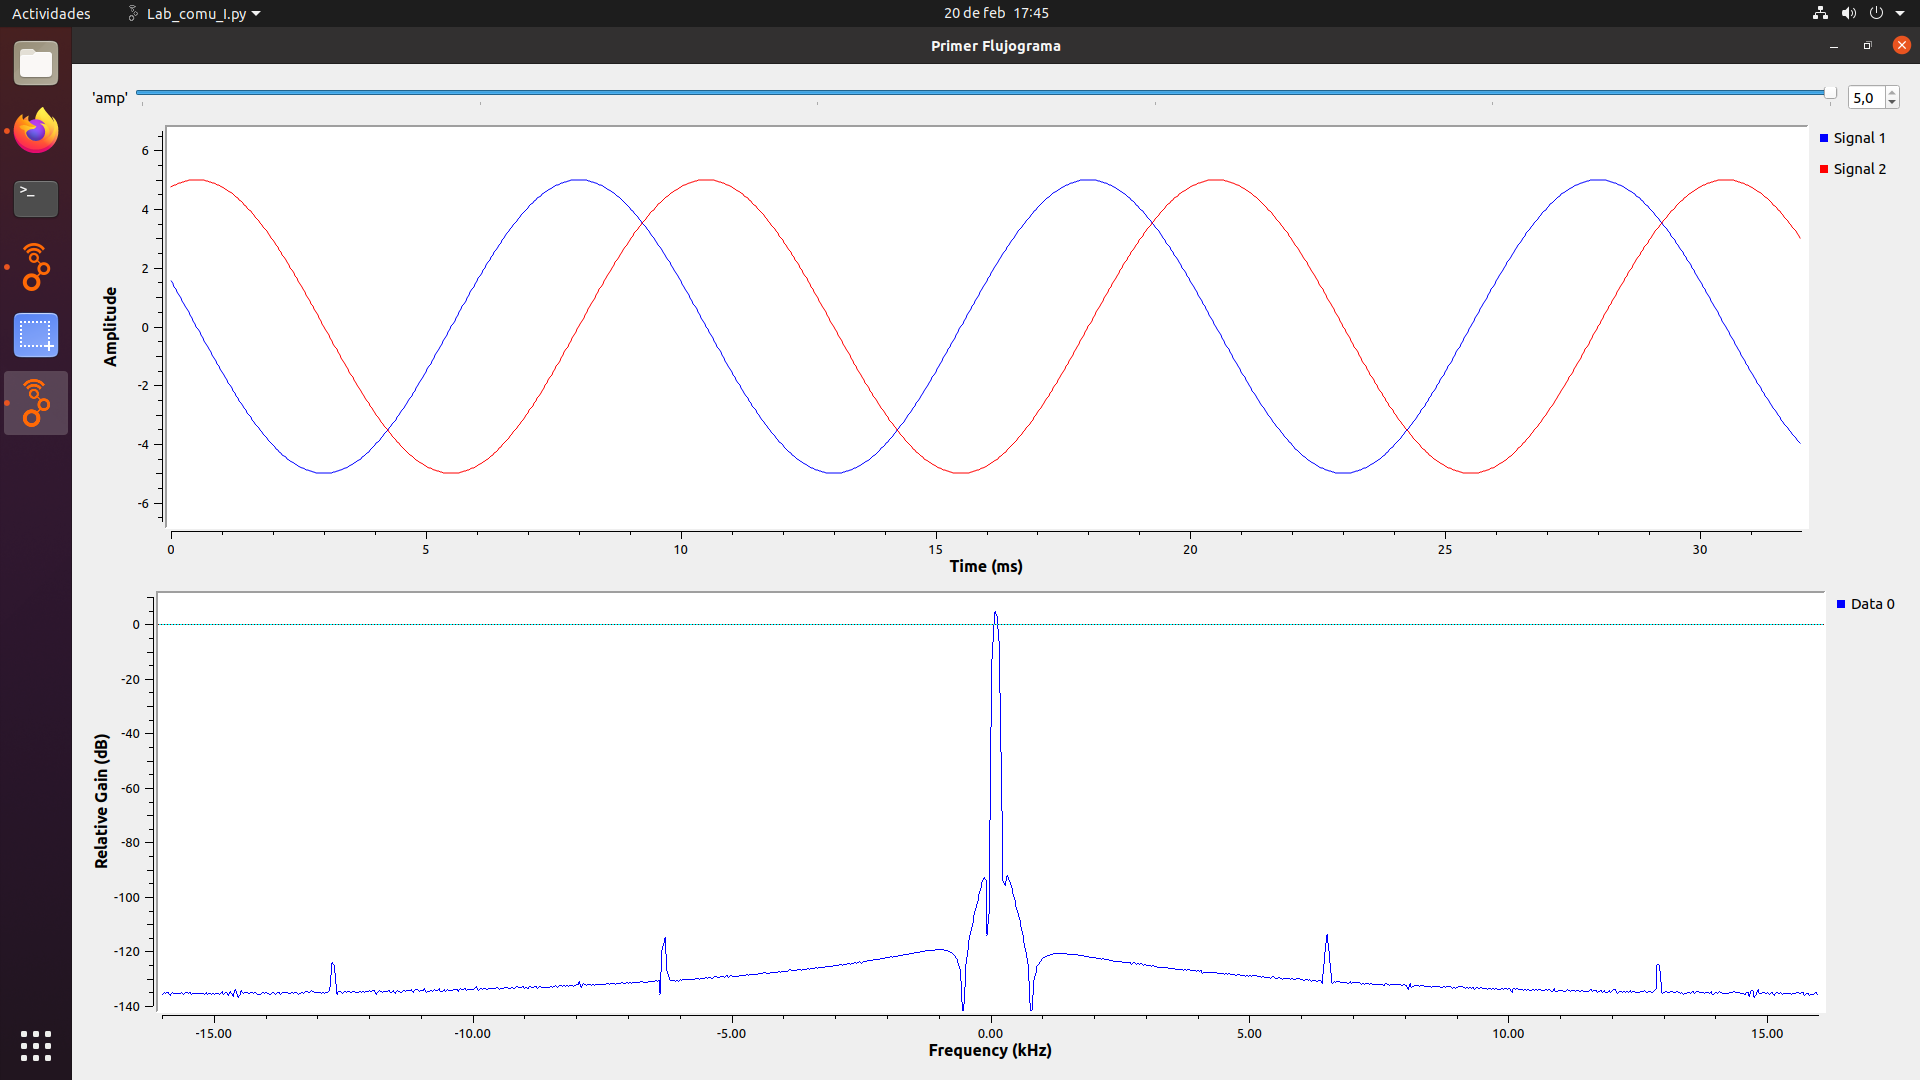 Actividades
Lab_comu_I.py
20 de feb 17:45
Primer Flujograma
'amp'
5,0
6
4
2
0
-2
-4
-6
Amplitude
0 5 10 15 20 25 30
Time (ms)
Signal 1
Signal 2
0
-20
-40
-60
-80
-100
-120
-140
Relative Gain (dB)
-15.00 -10.00 -5.00 0.00 5.00 10.00 15.00
Frequency (kHz)
Data 0
>_